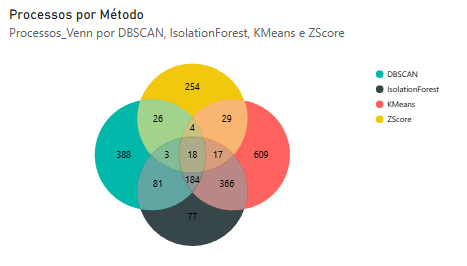 Processos por Método
Processos_Venn por DBSCAN, IsolationForest, KMeans e ZScore
DBSCAN
IsolationForest
KMeans
ZScore
254
26
4
29
388
3
18
17
609
81
184
366
77